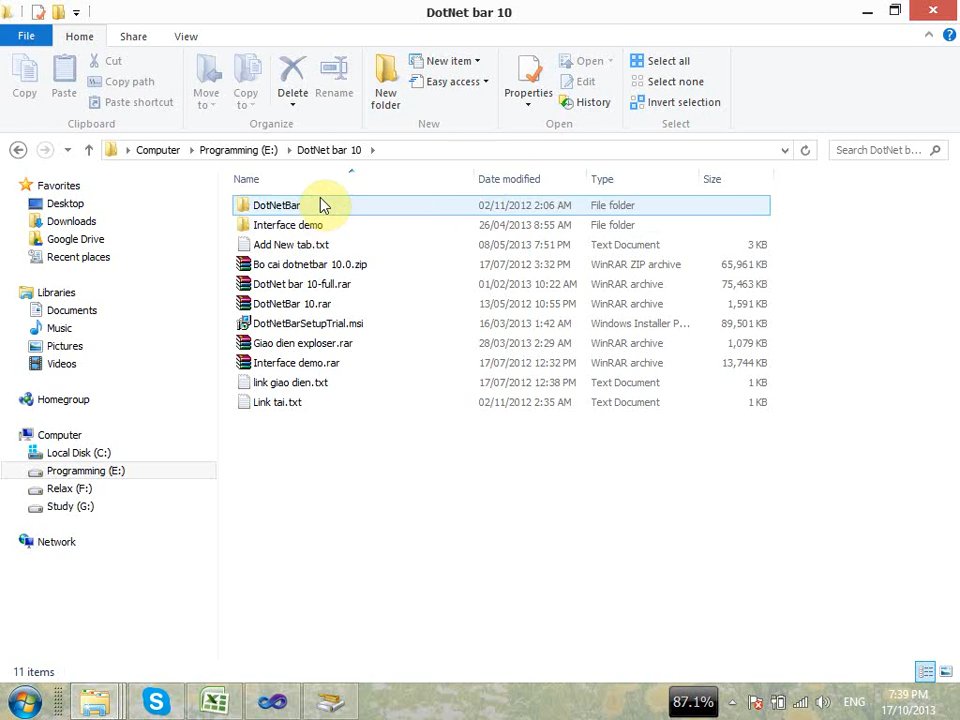 DotNet bar 10
File Home Share View
Copy Paste Cut Copy path Paste shortcut Clipboard
Move to Copy to Delete Rename Organize
New folder New item Easy access New
Properties Open Edit History Open
Select all Select none Invert selection Select
Computer Programming (E:) DotNet bar 10 Search DotNet b...
Name Date modified Type Size
DotNetBar 02/11/2012 2:06 AM File folder
Interface demo 26/04/2013 8:55 AM File folder
Add New tab.txt 08/05/2013 7:51 PM Text Document 3 KB
Bo cai dotnetbar 10.0.zip 17/07/2012 3:32 PM WinRAR ZIP archive 65,961 KB
DotNet bar 10-full.rar 01/02/2013 10:22 AM WinRAR archive 75,463 KB
DotNetBar 10.rar 13/05/2012 10:55 PM WinRAR archive 1,591 KB
DotNetBarSetupTrial.msi 16/03/2013 1:42 AM Windows Installer P... 89,501 KB
Giao dien exploser.rar 28/03/2013 2:29 AM WinRAR archive 1,079 KB
Interface demo.rar 17/07/2012 12:32 PM WinRAR archive 13,744 KB
link giao dien.txt 17/07/2012 12:38 PM Text Document 1 KB
Link tai.txt 02/11/2012 2:35 AM Text Document 1 KB
Favorites
Desktop
Downloads
Google Drive
Recent places
Libraries
Documents
Music
Pictures
Videos
Homegroup
Computer
Local Disk (C:)
Programming (E:)
Relax (F:)
Study (G:)
Network
11 items
87.1% ENG 7:39 PM
17/10/2013